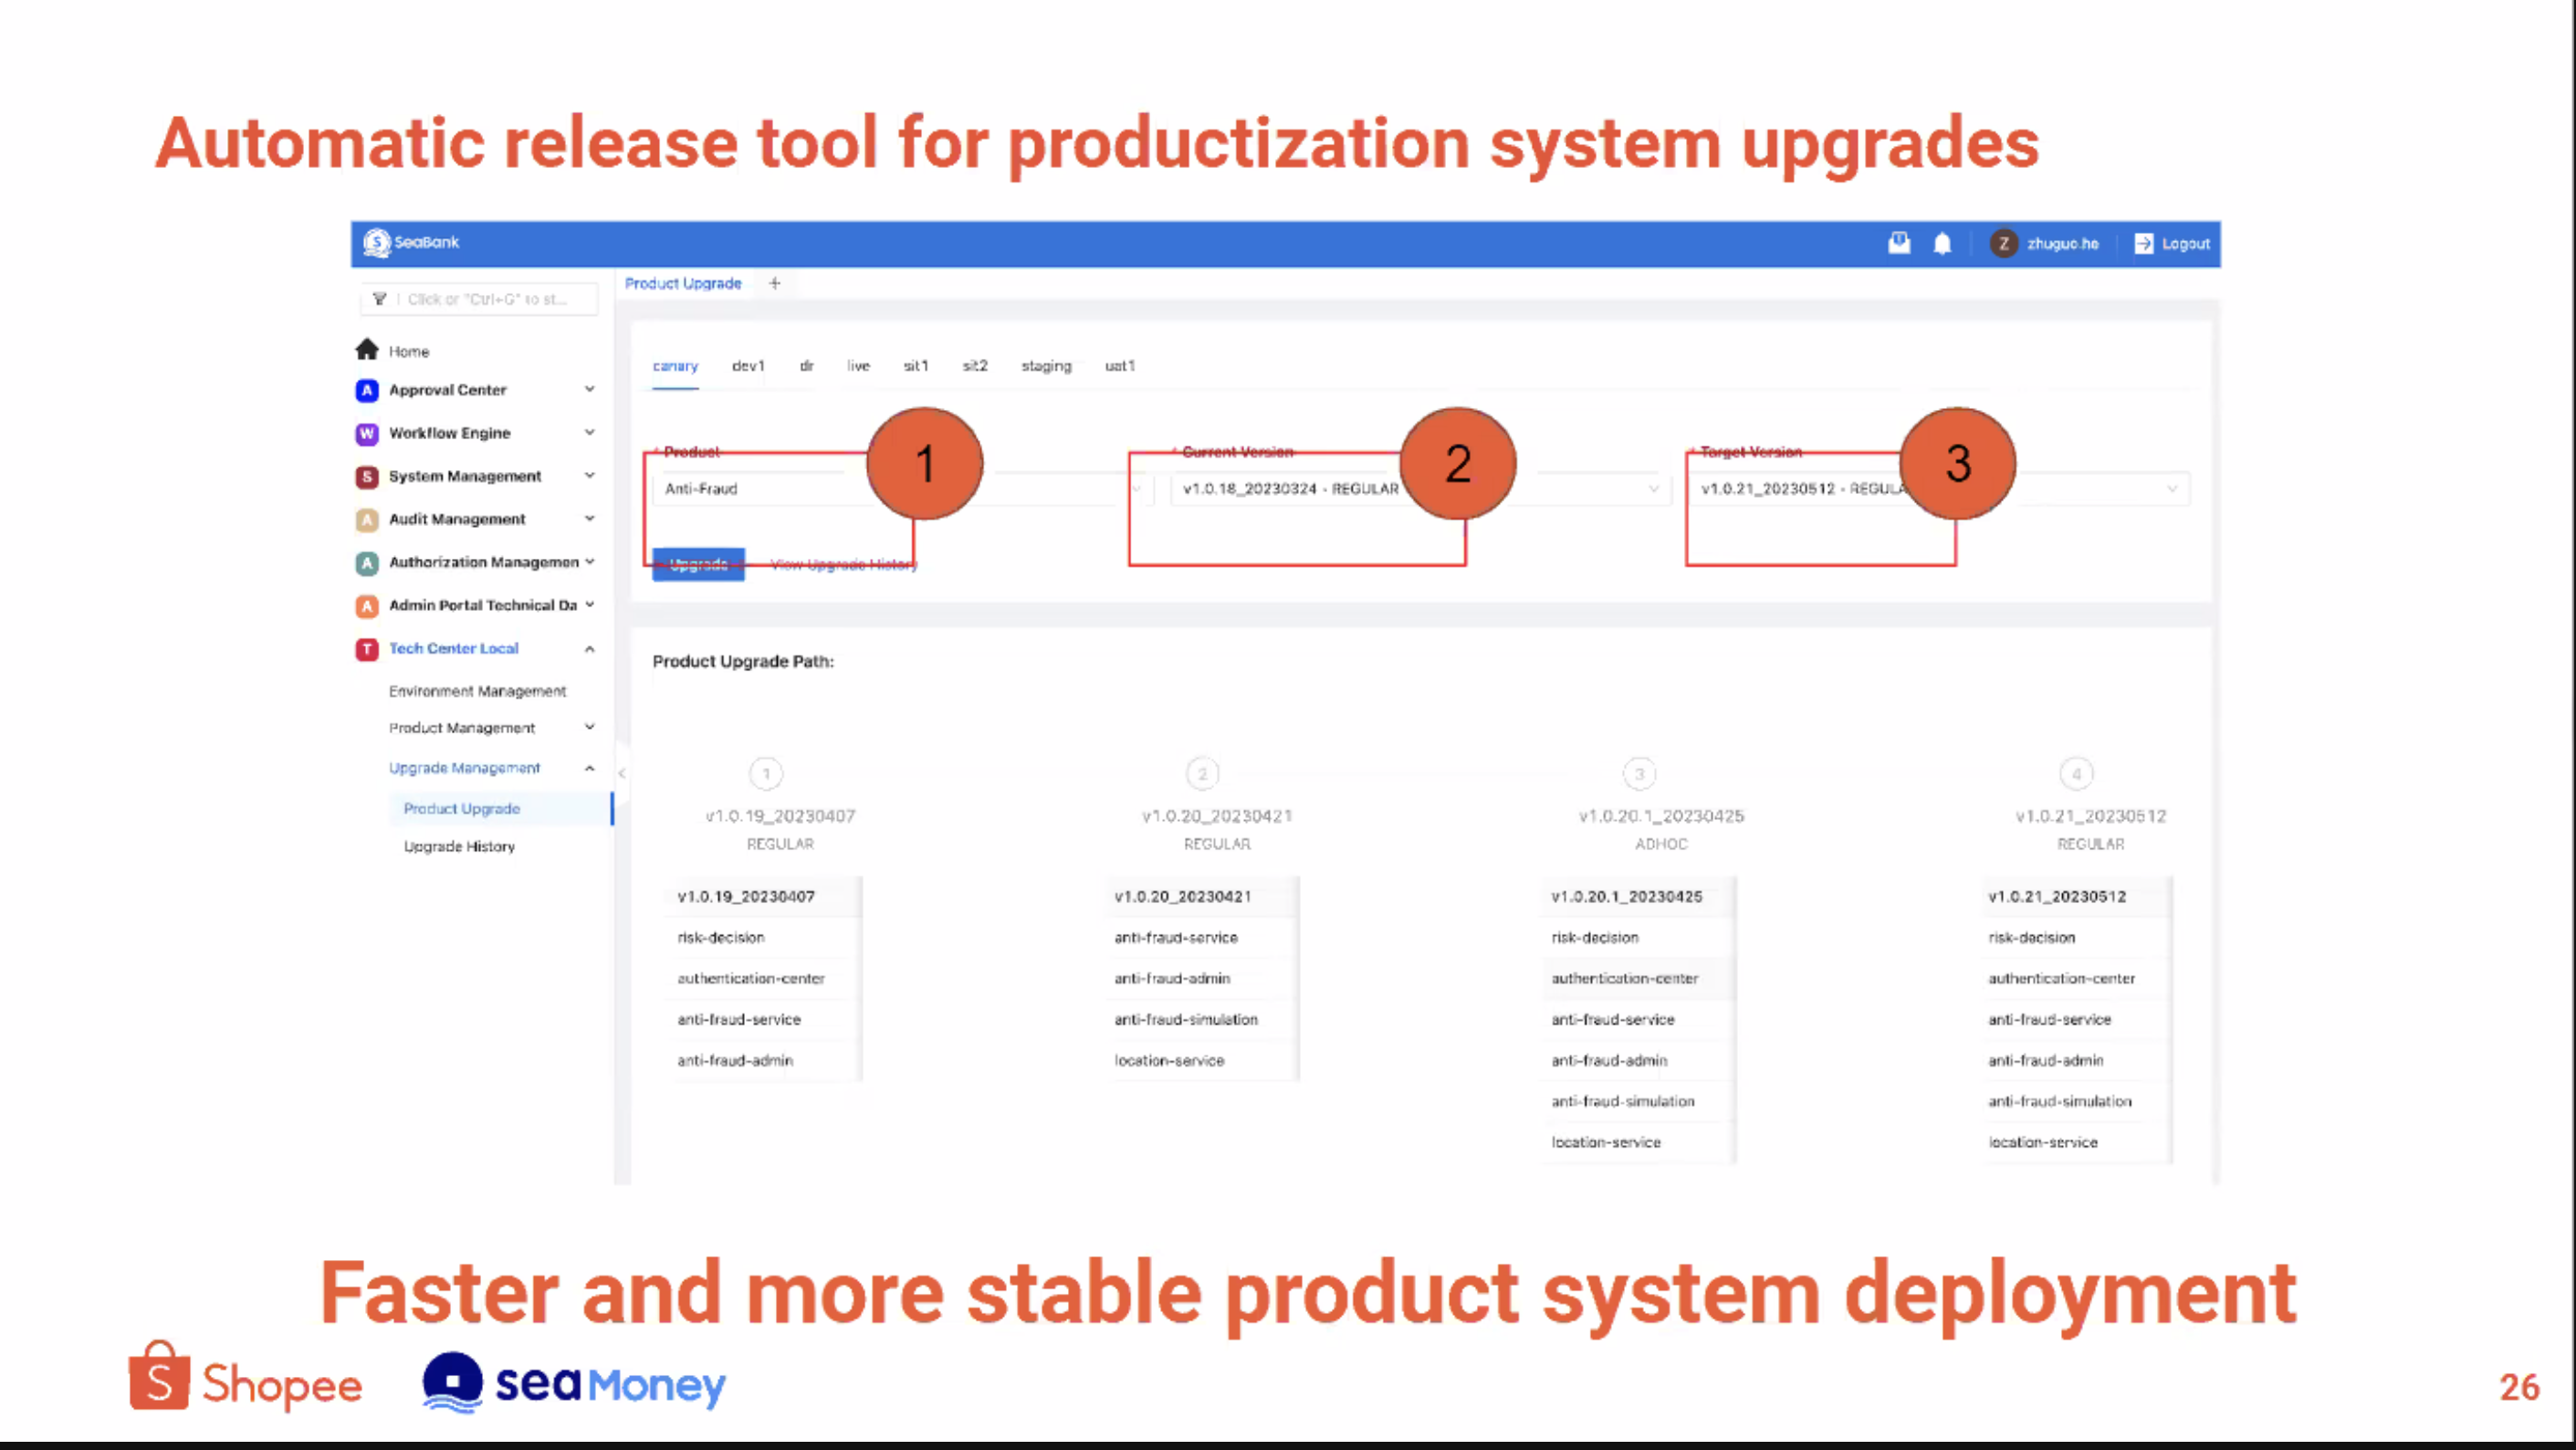 Automatic release tool for productization system upgrades
SeaBank
zhuguo.he
Logout
Click or "Ctrl+G" to st...
Product Upgrade +
Home
Approval Center
Workflow Engine
System Management
Audit Management
Authorization Managemen
Admin Portal Technical Da
Tech Center Local
Environment Management
Product Management
Upgrade Management
Product Upgrade
Upgrade History
canary dev1 dr live sit1 sit2 staging uat1
* Product
Anti-Fraud
1
* Current Version
v1.0.18_20230324 - REGULAR
2
* Target Version
v1.0.21_20230512 - REGULA
3
Upgrade View Upgrade History
Product Upgrade Path:
1
v1.0.19_20230407
REGULAR
v1.0.19_20230407
risk-decision
authentication-center
anti-fraud-service
anti-fraud-admin
2
v1.0.20_20230421
REGULAR
v1.0.20_20230421
anti-fraud-service
anti-fraud-admin
anti-fraud-simulation
location-service
3
v1.0.20.1_20230425
ADHOC
v1.0.20.1_20230425
risk-decision
authentication-center
anti-fraud-service
anti-fraud-admin
anti-fraud-simulation
location-service
4
v1.0.21_20230512
REGULAR
v1.0.21_20230512
risk-decision
authentication-center
anti-fraud-service
anti-fraud-admin
anti-fraud-simulation
location-service
Faster and more stable product system deployment
Shopee
seaMoney
26